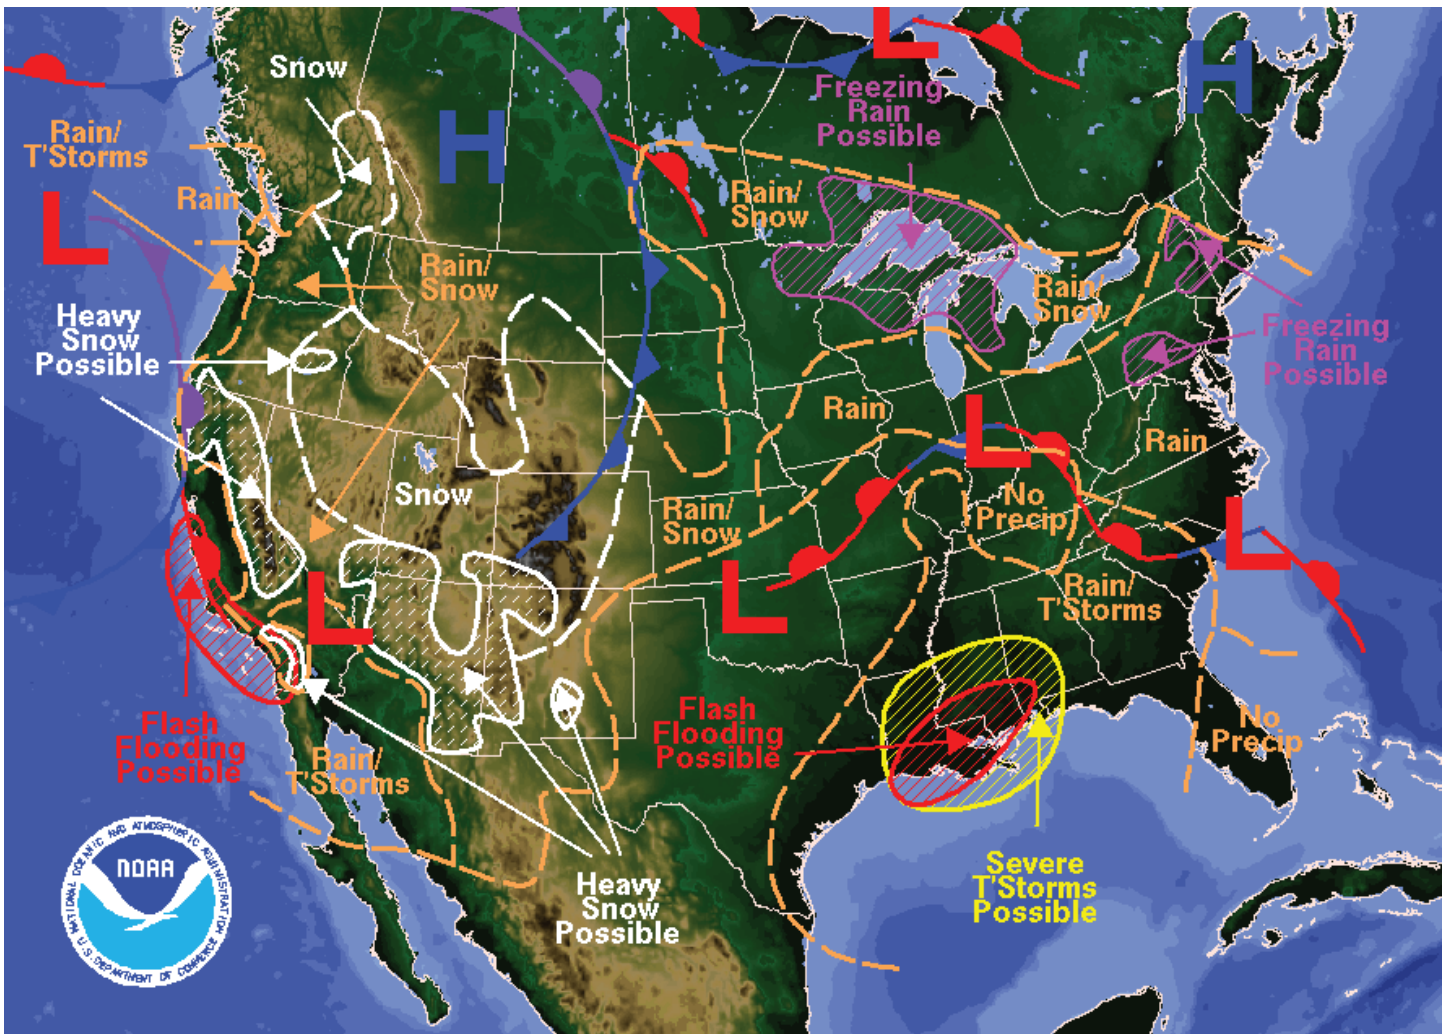 L
H
Snow
Freezing
Rain
Possible
H
Rain/
T'Storms
Rain
L
Rain/
Snow
Rain/
Snow
Rain/
Snow
Heavy
Snow
Possible
Freezing
Rain
Possible
Rain
L
Rain
Snow
Rain/
Snow
No
Precip
L
L
L
Rain/
T'Storms
Flash
Flooding
Possible
Flash
Flooding
Possible
No
Precip
Rain/
T'Storms
Severe
T'Storms
Possible
Heavy
Snow
Possible
NATIONAL OCEANIC AND ATMOSPHERIC ADMINISTRATION
NOAA
U.S. DEPARTMENT OF COMMERCE